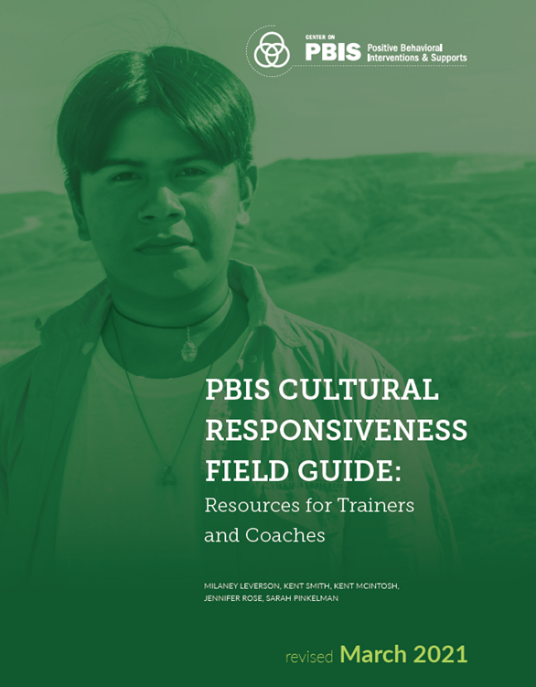 CENTER ON
PBIS Positive Behavioral
Interventions & Supports
PBIS CULTURAL
RESPONSIVENESS
FIELD GUIDE:
Resources for Trainers
and Coaches
MILANEY LEVERSON, KENT SMITH, KENT MCINTOSH,
JENNIFER ROSE, SARAH PINKELMAN
revised March 2021